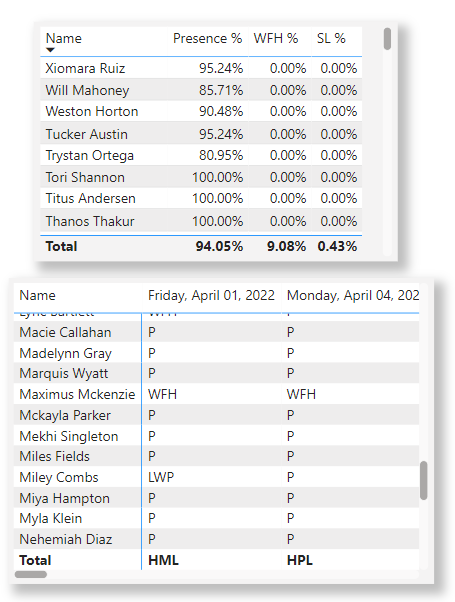 Name Presence % WFH % SL %
Xiomara Ruiz 95.24% 0.00% 0.00%
Will Mahoney 85.71% 0.00% 0.00%
Weston Horton 90.48% 0.00% 0.00%
Tucker Austin 95.24% 0.00% 0.00%
Trystan Ortega 80.95% 0.00% 0.00%
Tori Shannon 100.00% 0.00% 0.00%
Titus Andersen 100.00% 0.00% 0.00%
Thanos Thakur 100.00% 0.00% 0.00%
Total 94.05% 9.08% 0.43%
Name Friday, April 01, 2022 Monday, April 04, 202
Macie Callahan P P
Madelynn Gray P P
Marquis Wyatt P P
Maximus Mckenzie WFH WFH
Mckayla Parker P P
Mekhi Singleton P P
Miles Fields P P
Miley Combs LWP P
Miya Hampton P P
Myla Klein P P
Nehemiah Diaz P P
Total HML HPL